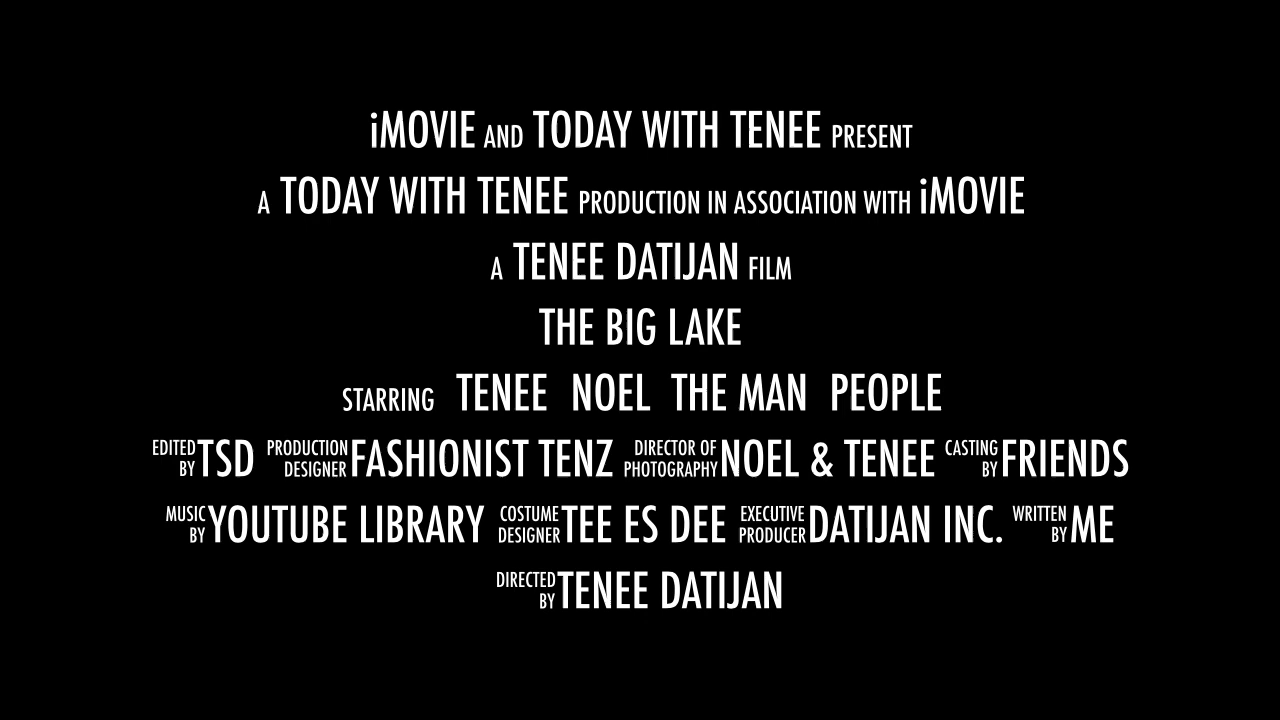 iMOVIE AND TODAY WITH TENEE PRESENT
A TODAY WITH TENEE PRODUCTION IN ASSOCIATION WITH iMOVIE
A TENEE DATIJAN FILM
THE BIG LAKE
STARRING TENEE NOEL THE MAN PEOPLE
EDITED BY TSD PRODUCTION DESIGNER FASHIONIST TENZ DIRECTOR OF PHOTOGRAPHY NOEL & TENEE CASTING BY FRIENDS
MUSIC BY YOUTUBE LIBRARY COSTUME DESIGNER TEE ES DEE EXECUTIVE PRODUCER DATIJAN INC. WRITTEN BY ME
DIRECTED BY TENEE DATIJAN